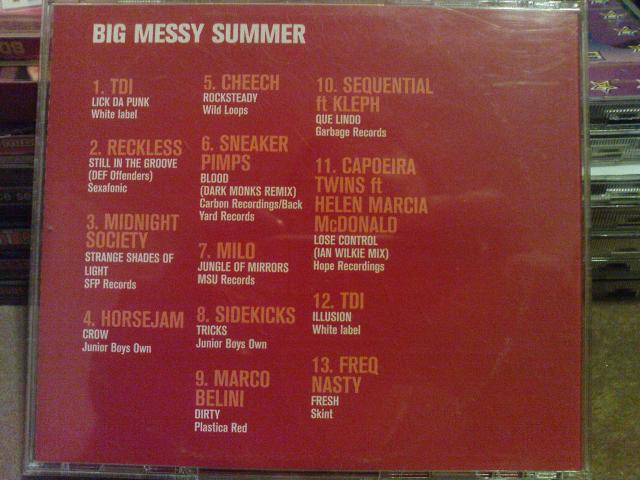 BIG MESSY SUMMER
1. TDI
LICK DA PUNK
White label
2. RECKLESS
STILL IN THE GROOVE
(DEF Offenders)
Sexafonic
3. MIDNIGHT
SOCIETY
STRANGE SHADES OF
LIGHT
SFP Records
4. HORSEJAM
CROW
Junior Boys Own
5. CHEECH
ROCKSTEADY
Wild Loops
6. SNEAKER
PIMPS
BLOOD
(DARK MONKS REMIX)
Carbon Recordings/Back
Yard Records
7. MILO
JUNGLE OF MIRRORS
MSU Records
8. SIDEKICKS
TRICKS
Junior Boys Own
9. MARCO
BELINI
DIRTY
Plastica Red
10. SEQUENTIAL
ft KLEPH
QUE LINDO
Garbage Records
11. CAPOEIRA
TWINS ft
HELEN MARCIA
McDONALD
LOSE CONTROL
(IAN WILKIE MIX)
Hope Recordings
12. TDI
ILLUSION
White label
13. FREQ
NASTY
FRESH
Skint